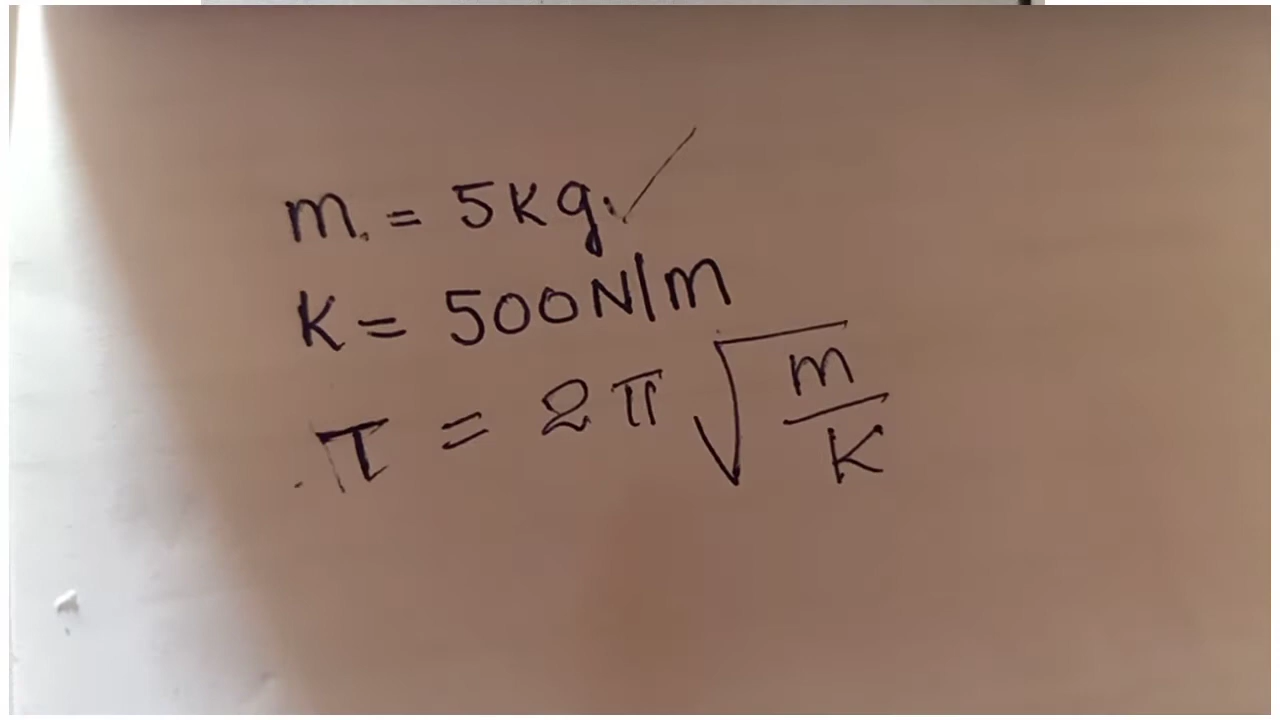 m. = 5kg. ✓
K = 500N/m
T = 2π √(m/K)